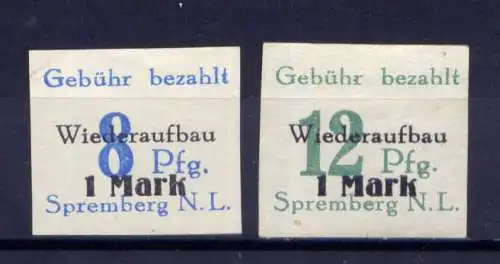 Gebühr bezahlt
Wiederaufbau
8 Pfg.
1 Mark
Spremberg N.L.
Gebühr bezahlt
Wiederaufbau
12 Pfg.
1 Mark
Spremberg N.L.